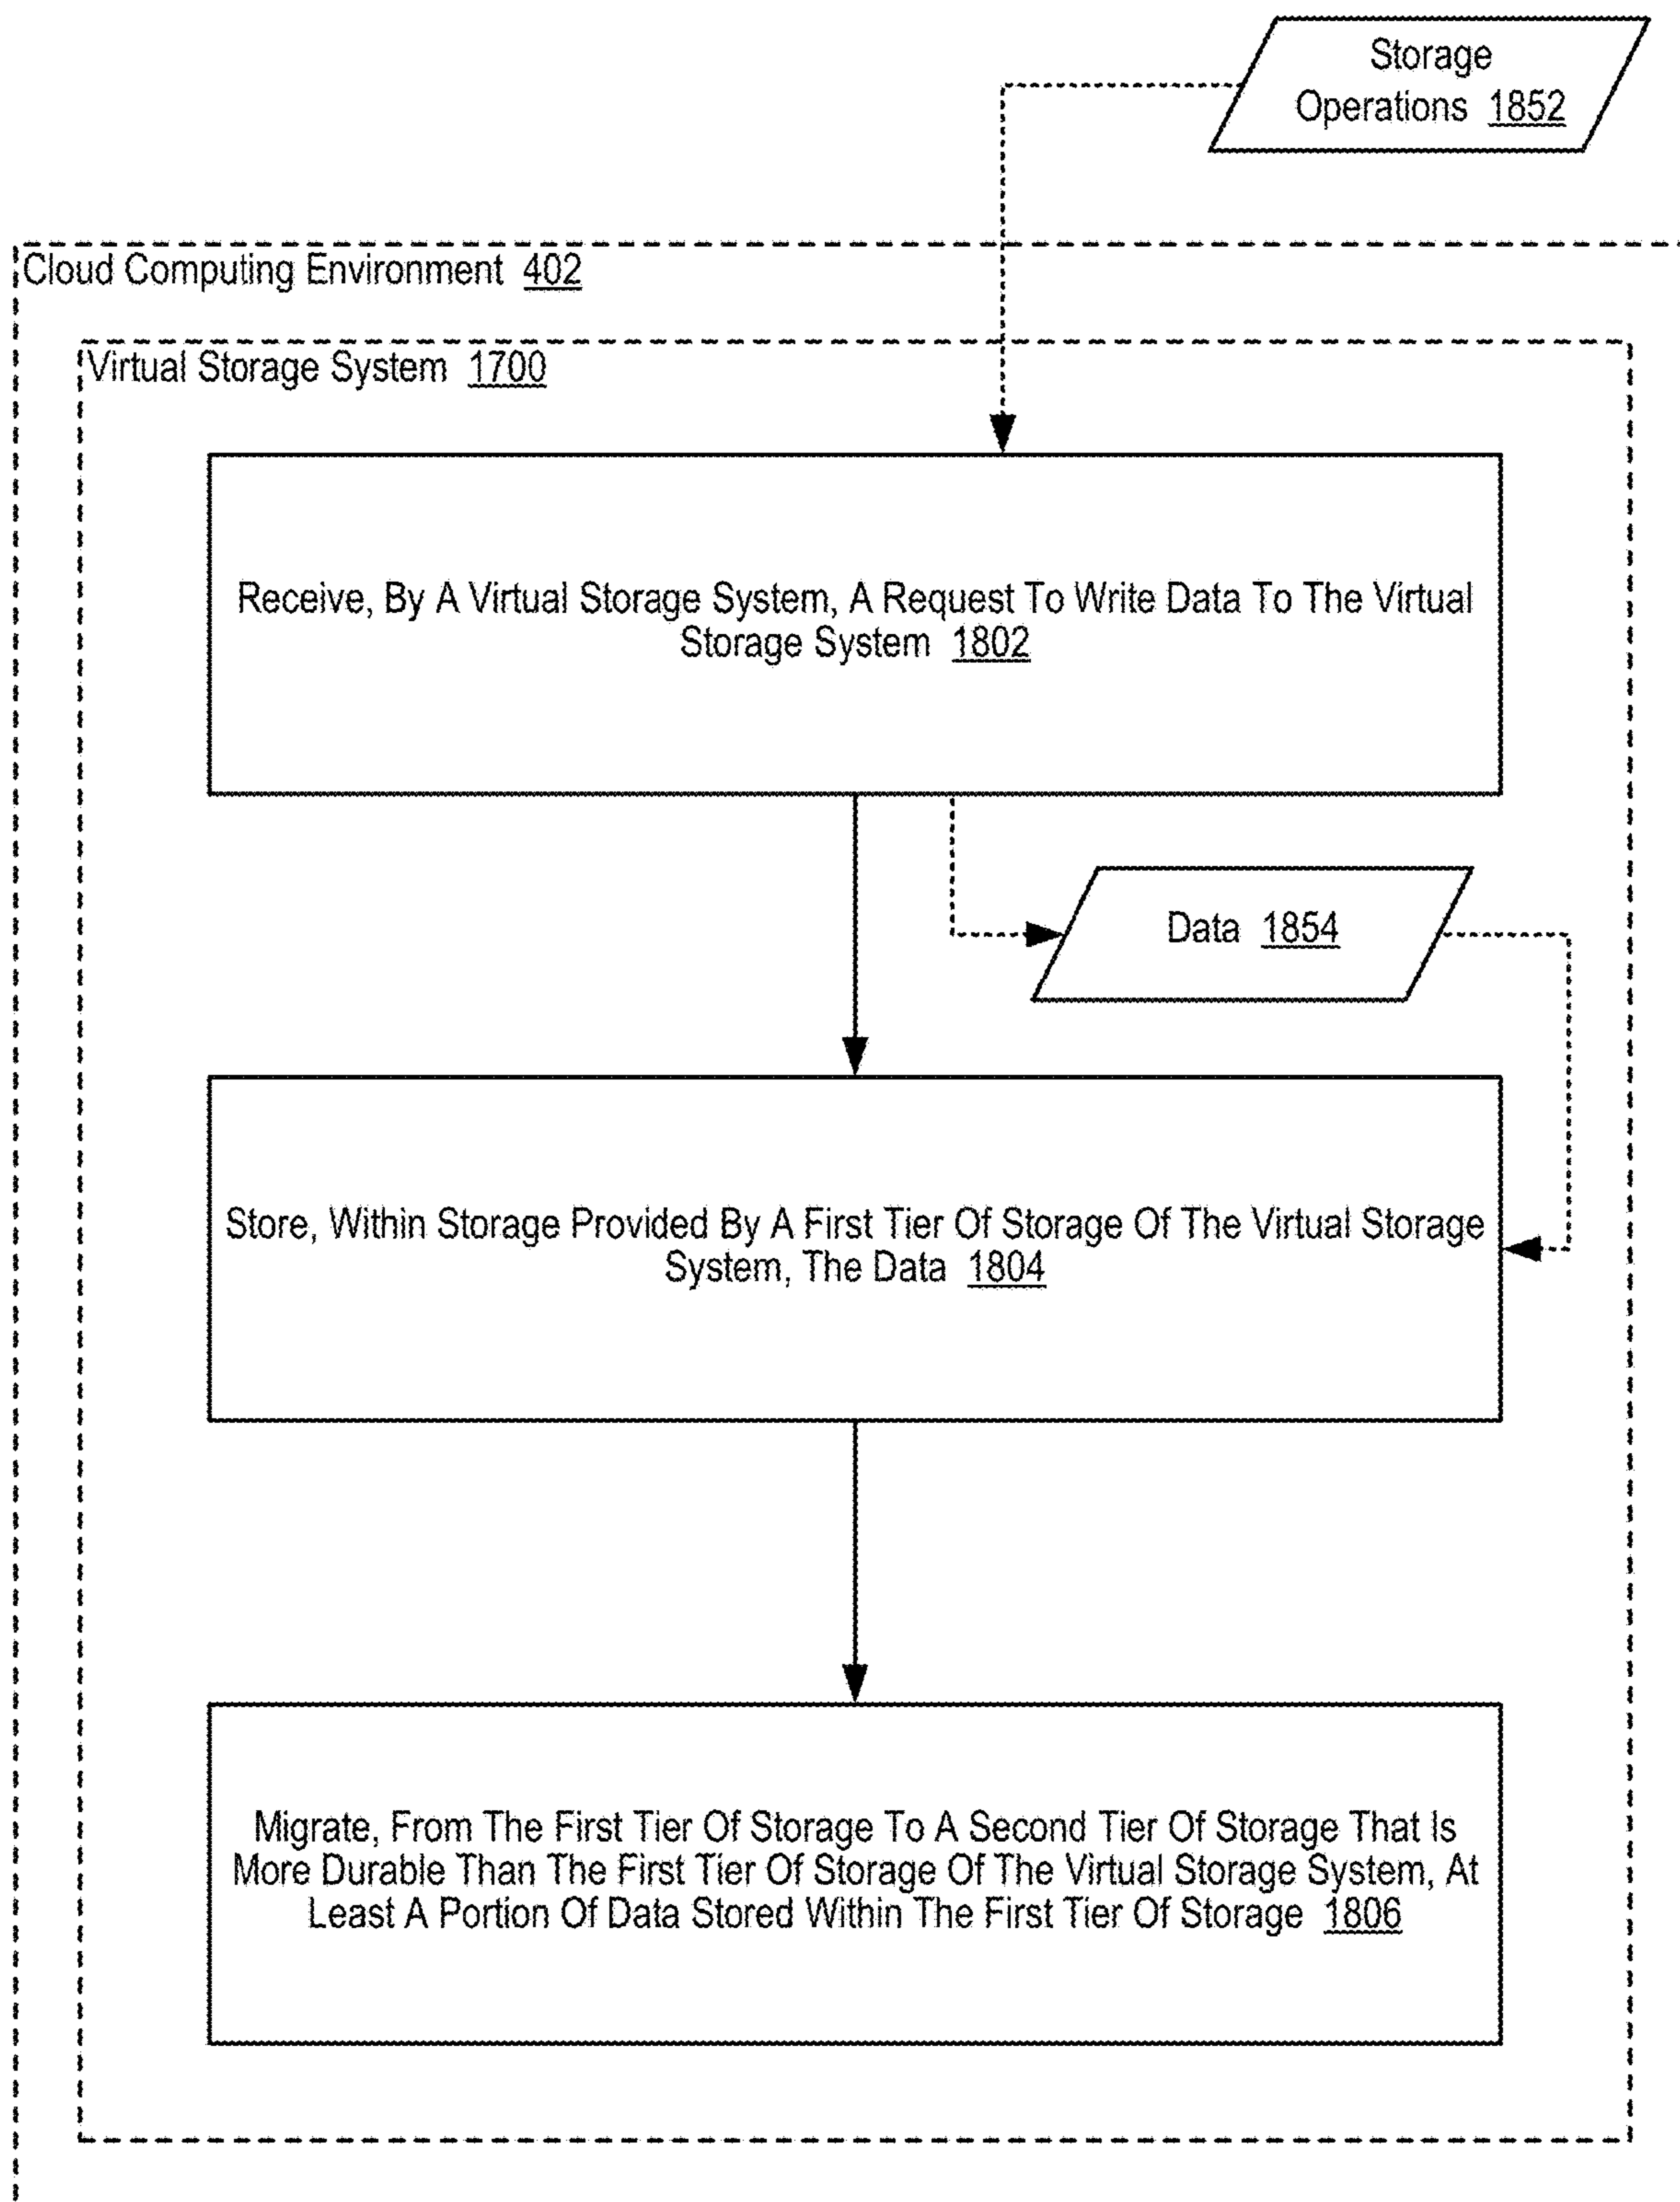 Storage
Operations 1852
Cloud Computing Environment 402
Virtual Storage System 1700
Receive, By A Virtual Storage System, A Request To Write Data To The Virtual
Storage System 1802
Data 1854
Store, Within Storage Provided By A First Tier Of Storage Of The Virtual Storage
System, The Data 1804
Migrate, From The First Tier Of Storage To A Second Tier Of Storage That Is
More Durable Than The First Tier Of Storage Of The Virtual Storage System, At
Least A Portion Of Data Stored Within The First Tier Of Storage 1806